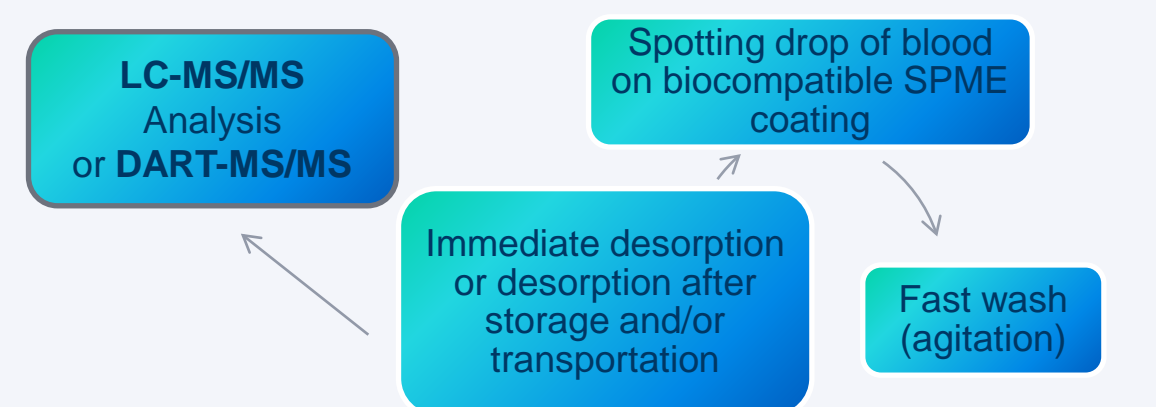 LC-MS/MS
Analysis
or DART-MS/MS
Spotting drop of blood
on biocompatible SPME
coating
Immediate desorption
or desorption after
storage and/or
transportation
Fast wash
(agitation)